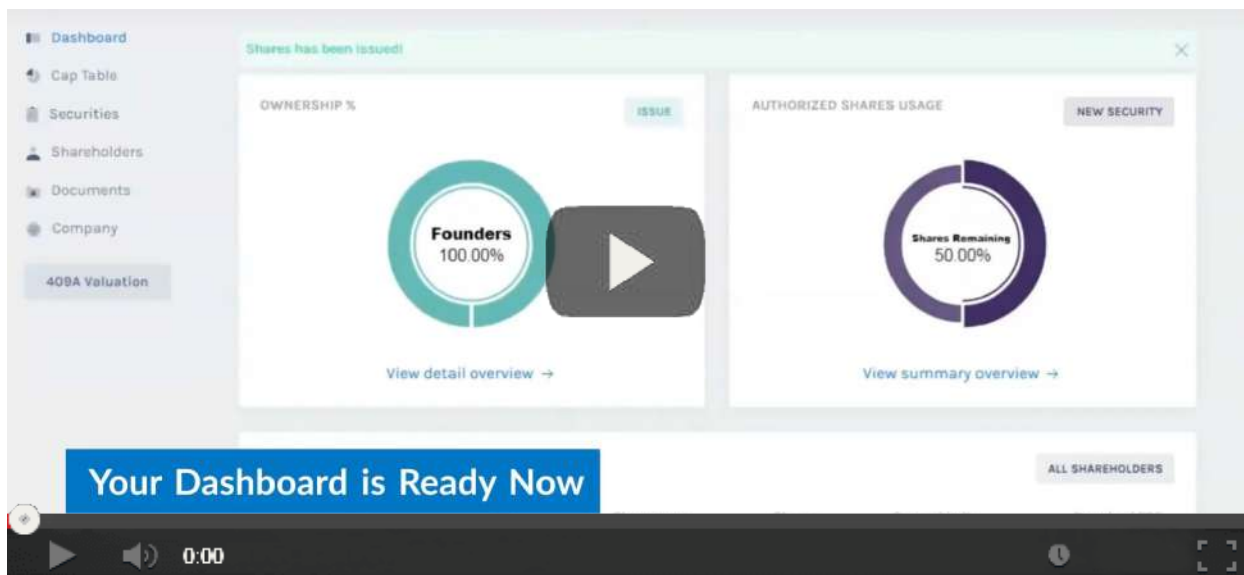 Dashboard
Cap Table
Securities
Shareholders
Documents
Company
409A Valuation
Shares has been issued!
OWNERSHIP %
ISSUE
Founders
100.00%
View detail overview →
AUTHORIZED SHARES USAGE
NEW SECURITY
Shares Remaining
50.00%
View summary overview →
ALL SHAREHOLDERS
Your Dashboard is Ready Now
0:00